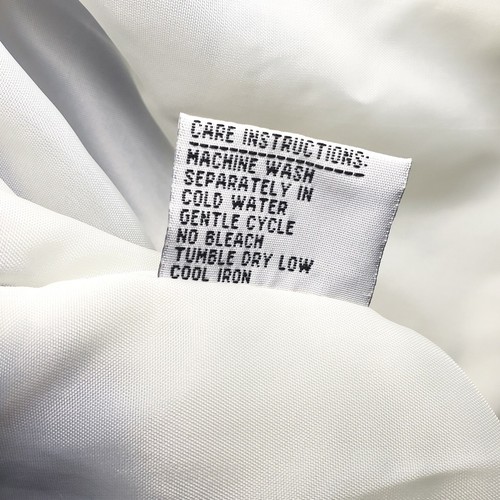 CARE INSTRUCTIONS:
MACHINE WASH
SEPARATELY IN
COLD WATER
GENTLE CYCLE
NO BLEACH
TUMBLE DRY LOW
COOL IRON